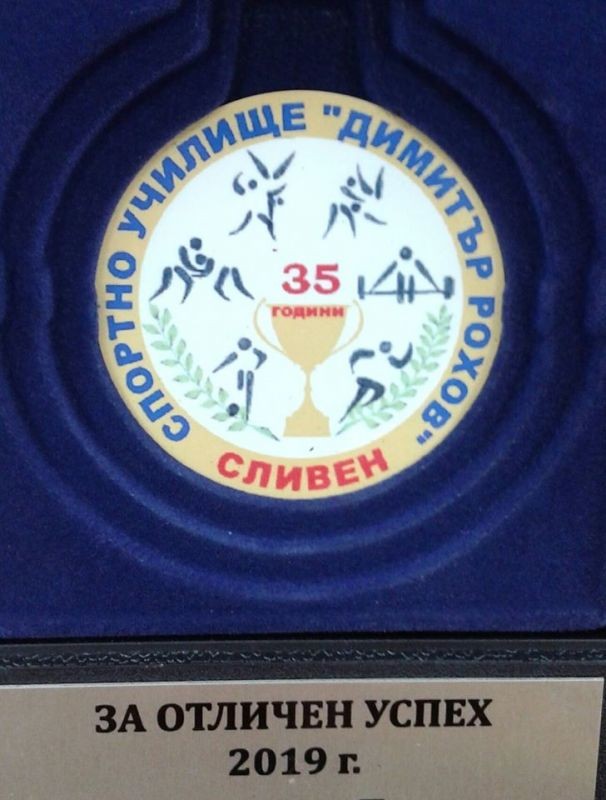 СПОРТНО УЧИЛИЩЕ "ДИМИТЪР РОХОВ"
35
ГОДИНИ
СЛИВЕН
ЗА ОТЛИЧЕН УСПЕХ
2019 г.